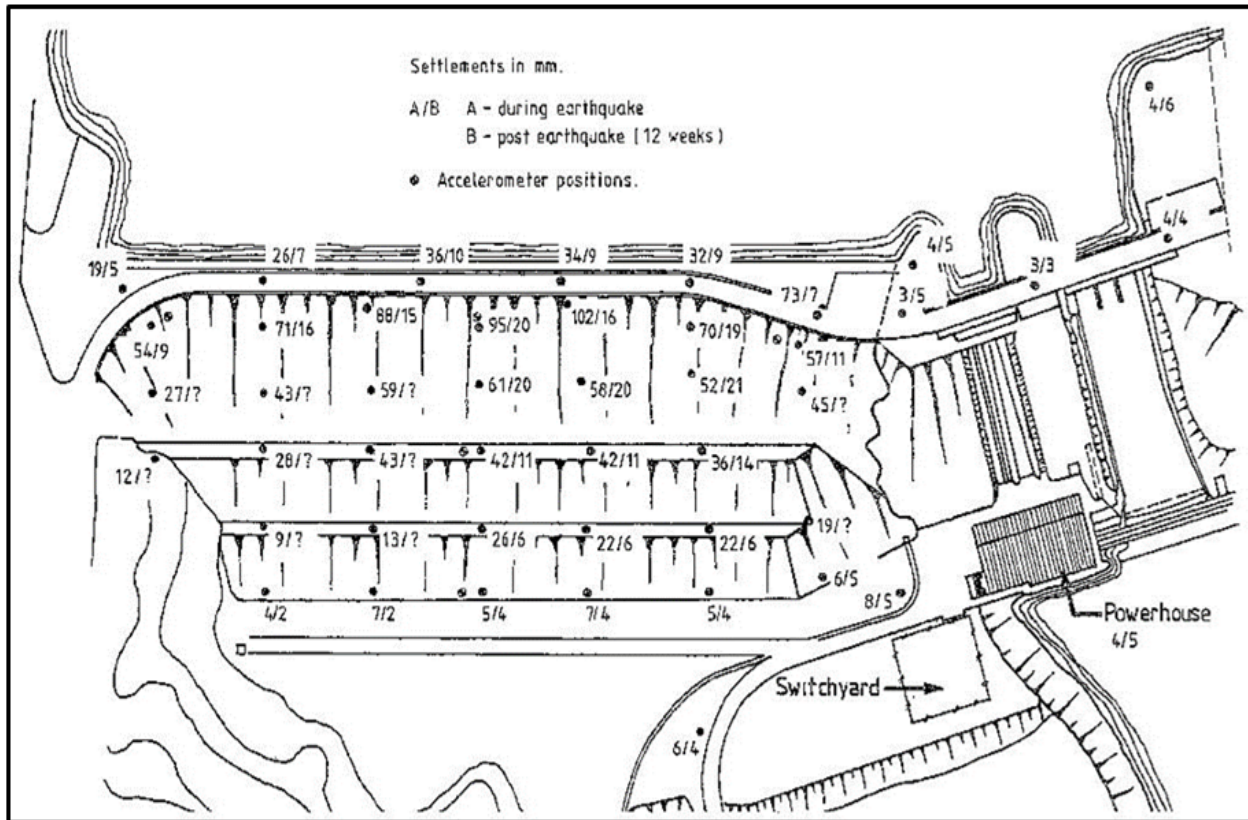 Settlements in mm.
A/B A - during earthquake
B - post earthquake [12 weeks)
Accelerometer positions.
4/6
4/4
4/5
3/3
26/7 36/10 34/9 32/9
19/5
73/?
3/5
88/15 102/16
71/16 95/20 70/19
54/9 57/11
27/? 43/? 59/? 61/20 58/20 52/21 45/?
28/? 43/? 42/11 42/11 36/14
12/?
19/?
9/? 13/? 26/6 22/6 22/6
6/5
8/5
4/2 7/2 5/4 7/4 5/4
Powerhouse
4/5
Switchyard
6/4